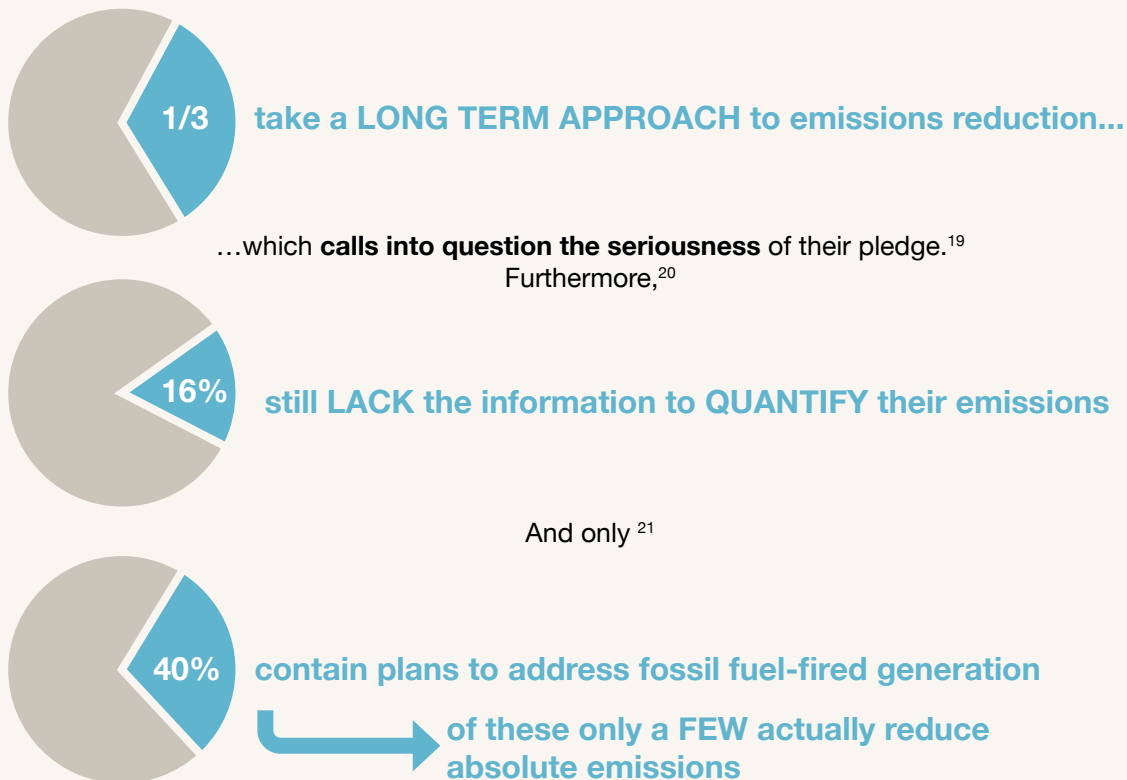 1/3
take a LONG TERM APPROACH to emissions reduction...
…which calls into question the seriousness of their pledge.19
Furthermore,20
16%
still LACK the information to QUANTIFY their emissions
And only 21
40%
contain plans to address fossil fuel-fired generation
of these only a FEW actually reduce
absolute emissions